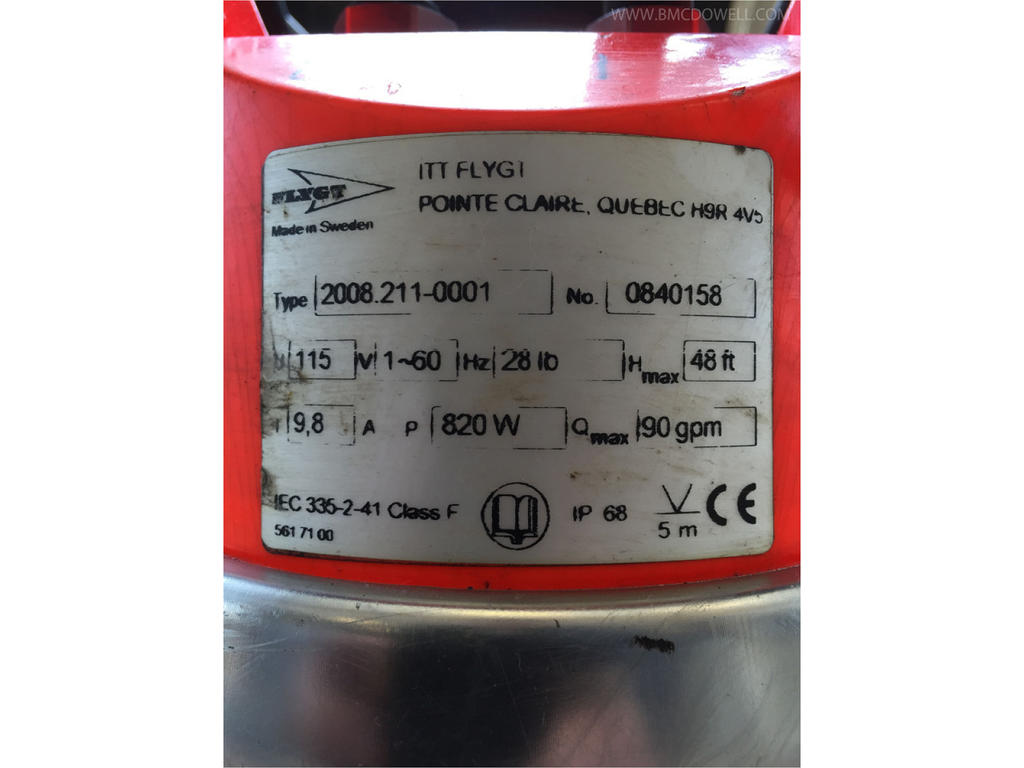 WWW.BMCDOWELL.COM
FLYGT
ITT FLYGT
POINTE CLAIRE, QUEBEC H9R 4V5
Made in Sweden
Type 2008.211-0001 No. 0840158
U 115 V 1~60 Hz 28 lb Hmax 48 ft
I 9,8 A P 820 W Qmax 90 gpm
IEC 335-2-41 Class F IP 68 5 m CE
561 71 00